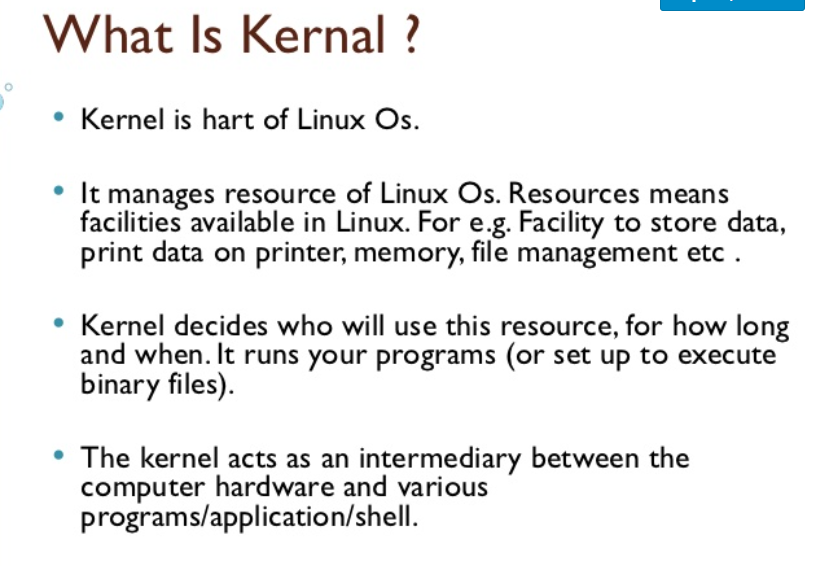 What Is Kernal ?
Kernel is hart of Linux Os.
It manages resource of Linux Os. Resources means
facilities available in Linux. For e.g. Facility to store data,
print data on printer, memory, file management etc .
Kernel decides who will use this resource, for how long
and when. It runs your programs (or set up to execute
binary files).
The kernel acts as an intermediary between the
computer hardware and various
programs/application/shell.